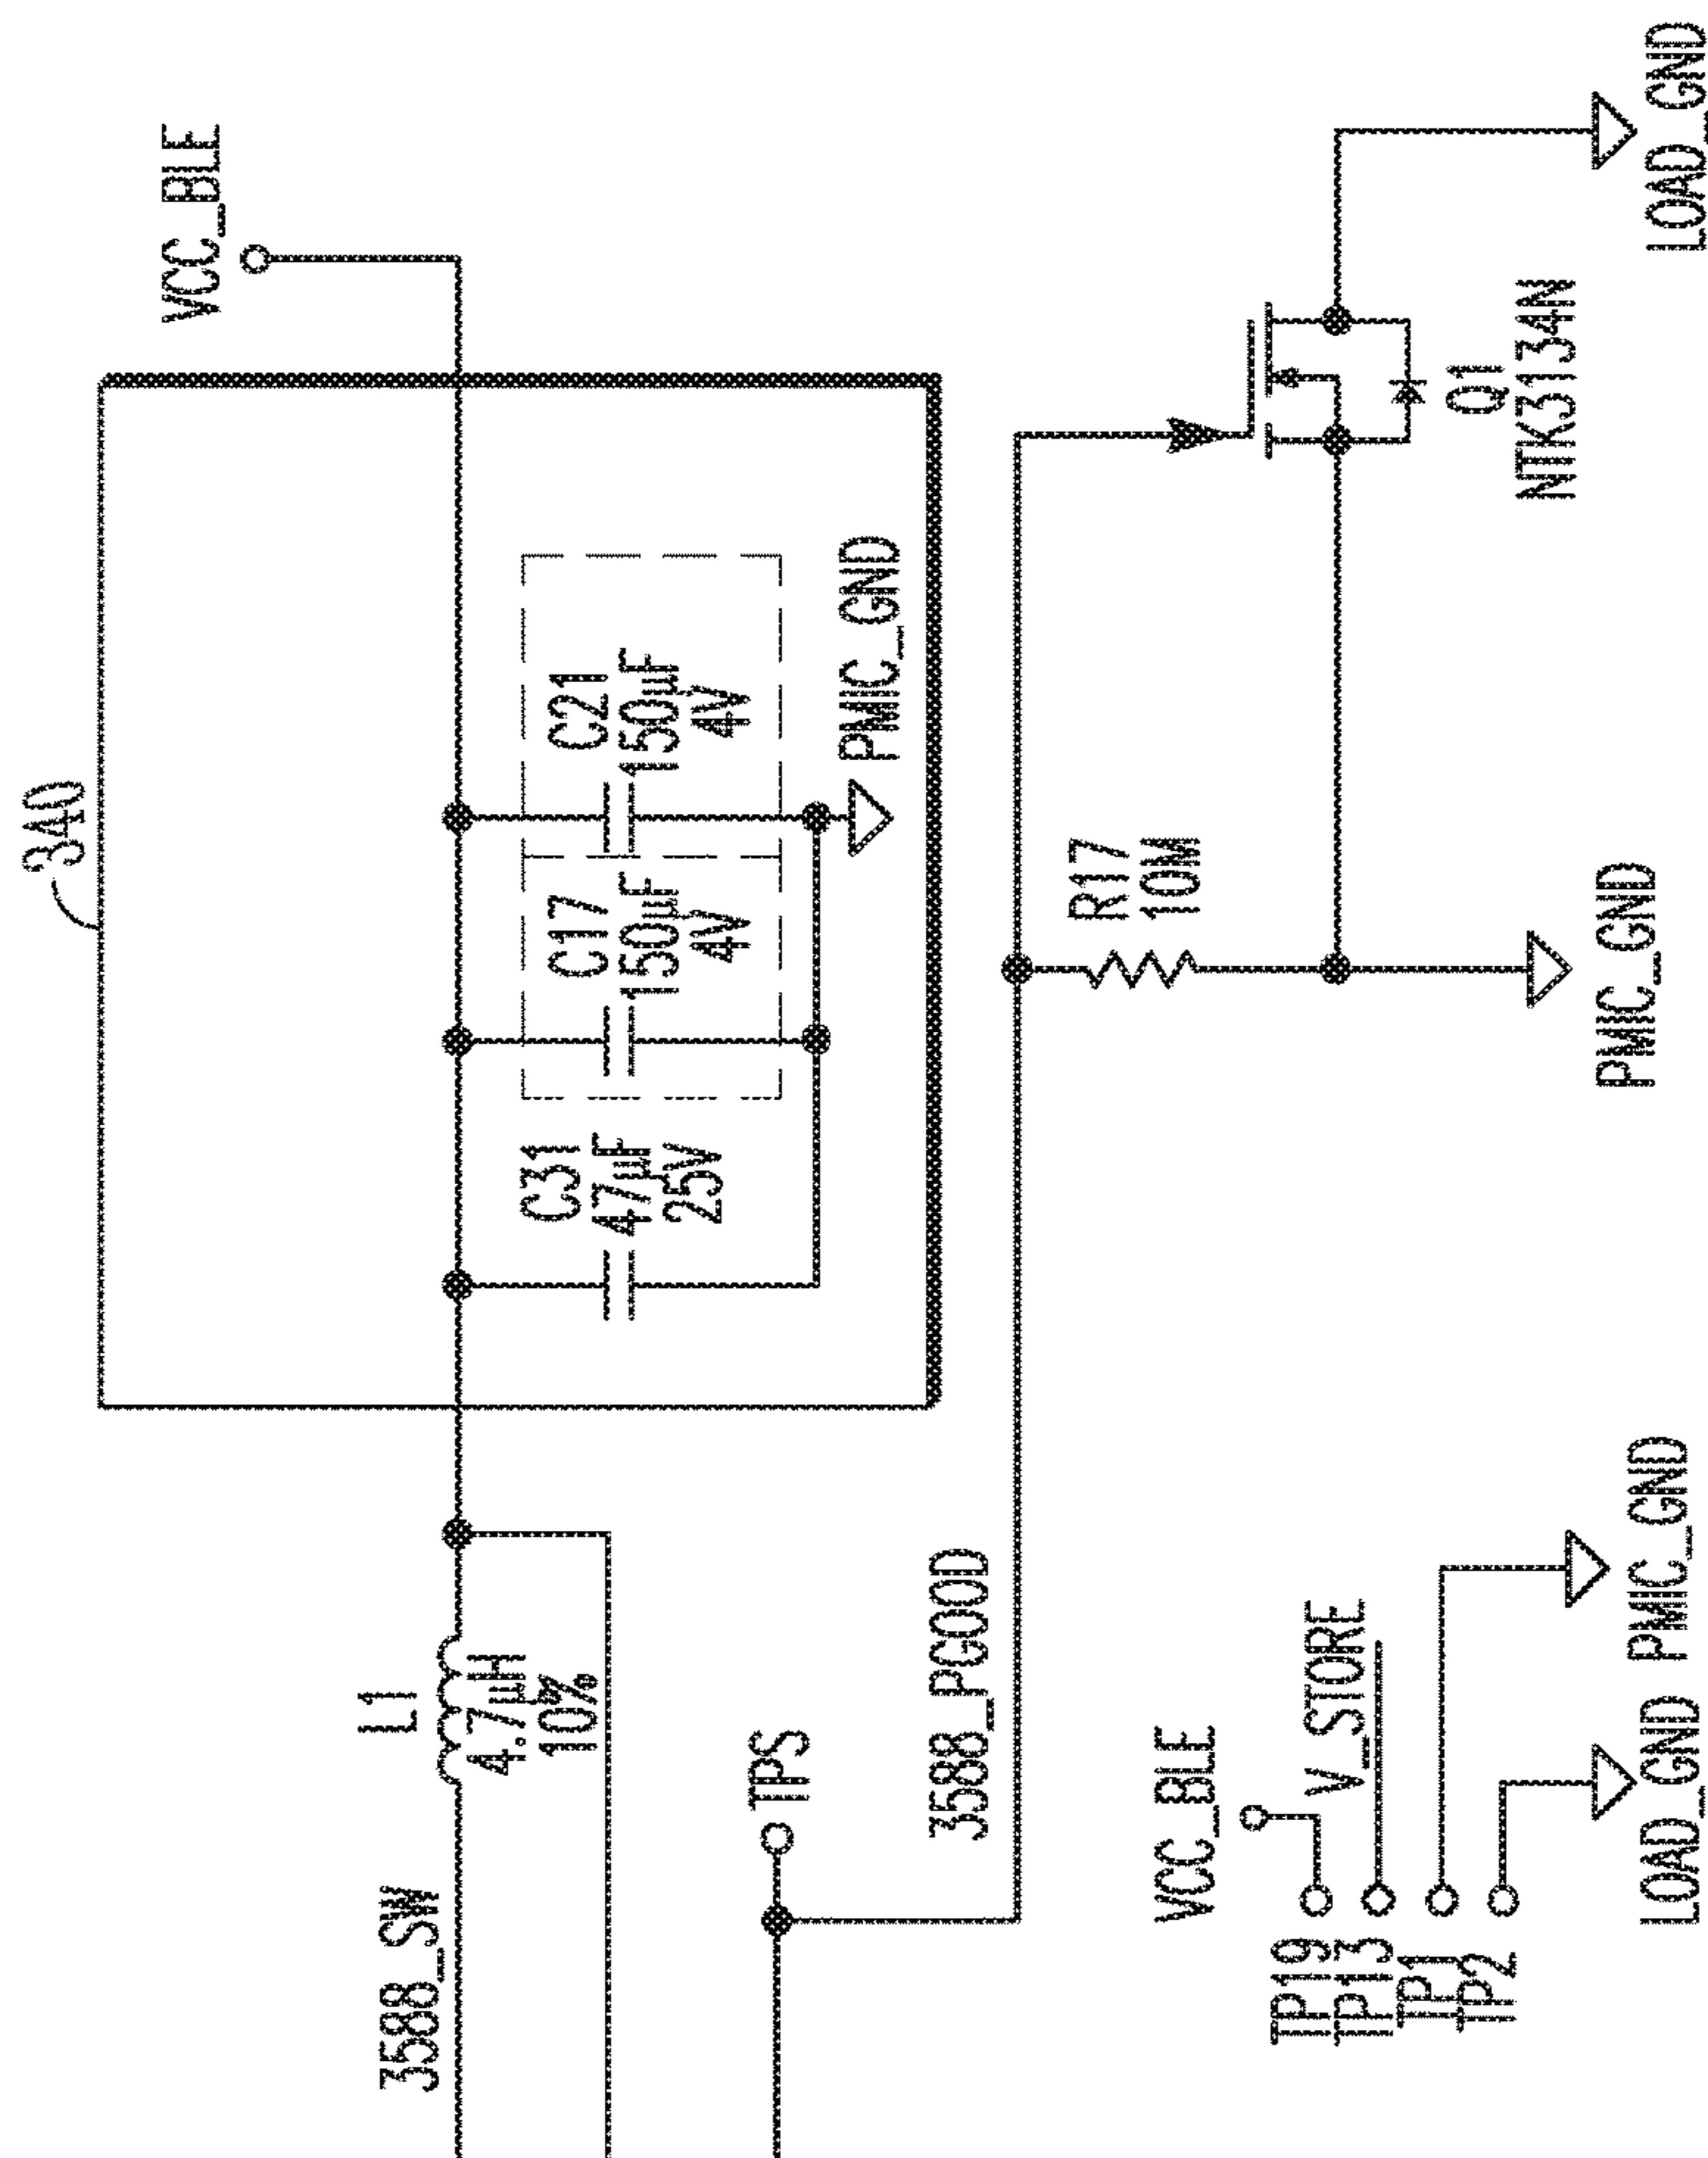 340
VCC_BLE
C21
150µF
4V
C17
150µF
4V
C31
47µF
25V
PMIC_GND
L1
4.7µH
10%
3588_SW
TPS
3588_PGOOD
R17
10M
Q1
NTK3134N
LOAD_GND
PMIC_GND
VCC_BLE
V_STORE
TP19
TP13
TP1
TP2
PMIC_GND
LOAD_GND